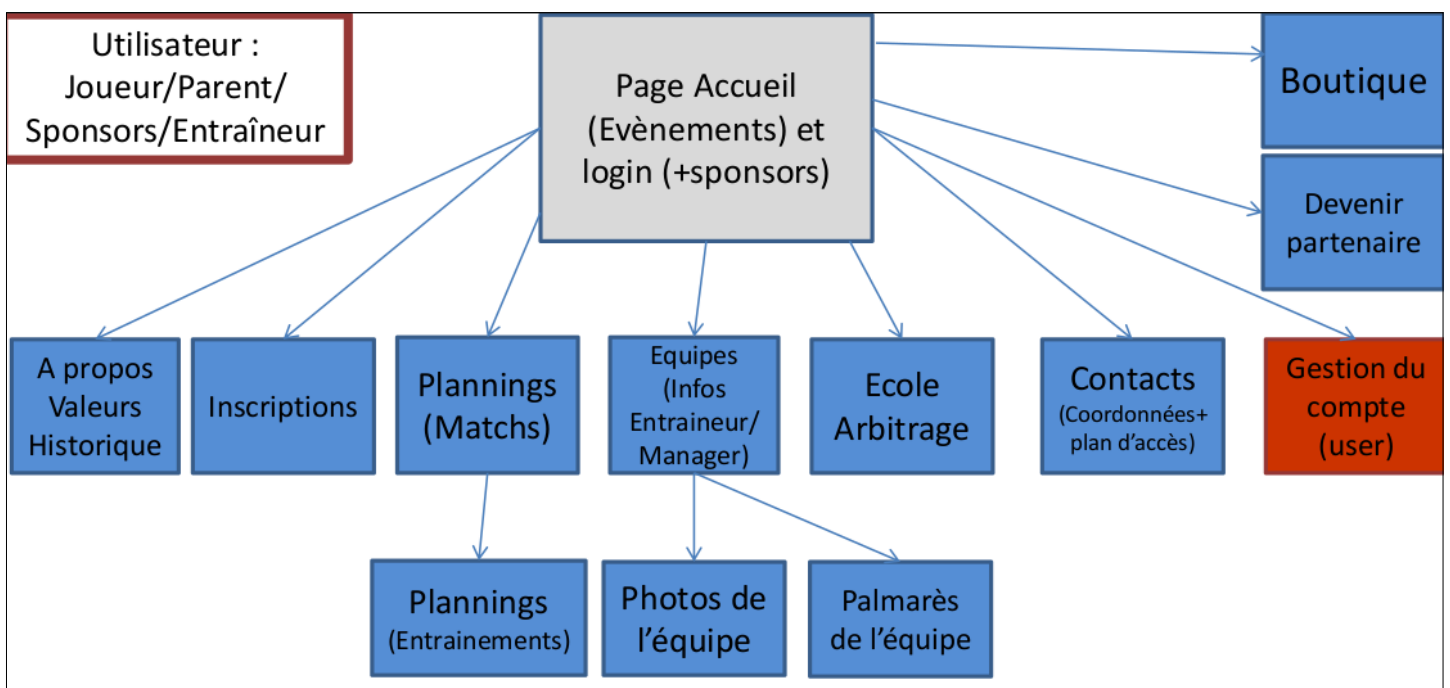 Utilisateur :
Joueur/Parent/
Sponsors/Entraîneur
Page Accueil
(Evènements) et
login (+sponsors)
Boutique
Devenir
partenaire
A propos
Valeurs
Historique
Inscriptions
Plannings
(Matchs)
Equipes
(Infos
Entraineur/
Manager)
Ecole
Arbitrage
Contacts
(Coordonnées+
plan d’accès)
Gestion du
compte
(user)
Plannings
(Entrainements)
Photos de
l’équipe
Palmarès
de l’équipe